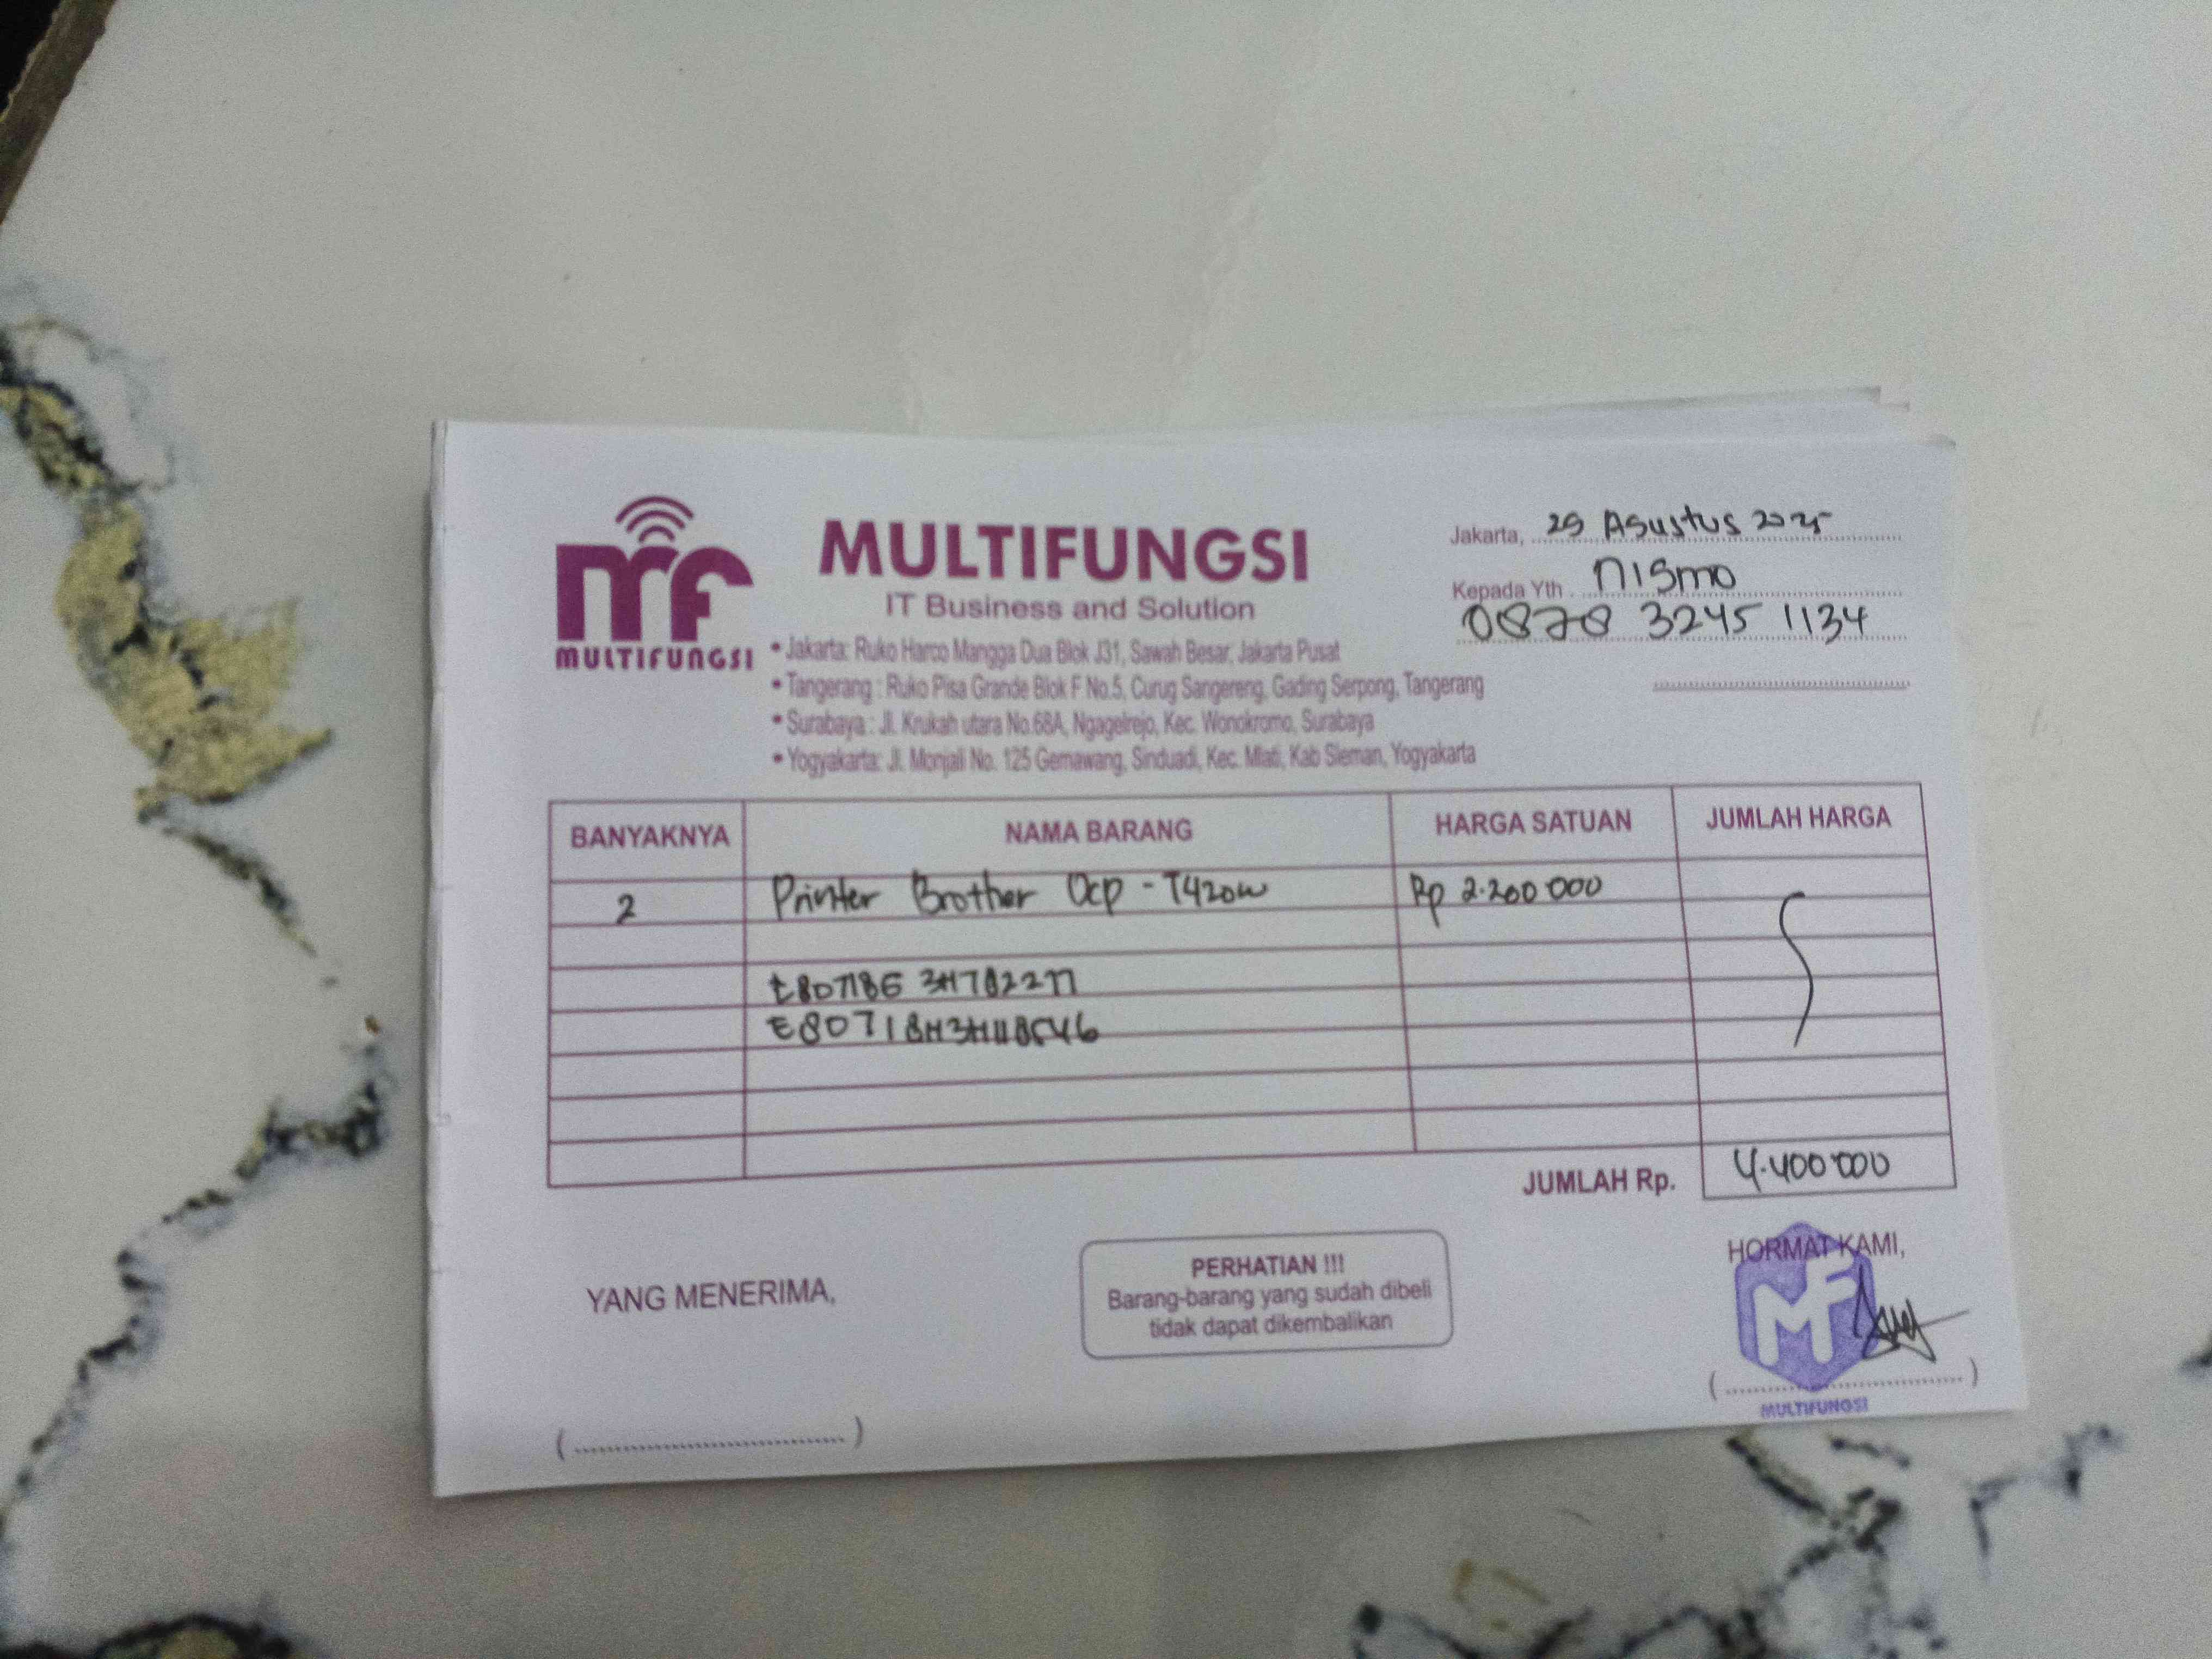 MULTIFUNGSI
MULTIFUNGSI
IT Business and Solution
• Jakarta: Ruko Harco Mangga Dua Blok J31, Sawah Besar, Jakarta Pusat
• Tangerang : Ruko Pisa Grande Blok F No.5, Curug Sangereng, Gading Serpong, Tangerang
• Surabaya : Jl. Krukah utara No.68A, Ngagelrejo, Kec. Wonokromo, Surabaya
• Yogyakarta: Jl. Monjali No. 125 Gemawang, Sinduadi, Kec. Mlati, Kab Sleman, Yogyakarta
Jakarta, 29 Agustus 2025
Kepada Yth. Nismo
0878 3245 1134
BANYAKNYA NAMA BARANG HARGA SATUAN JUMLAH HARGA
2 Printer Brother Dcp - T420w Rp 2.200.000
JUMLAH Rp. 4.400.000
YANG MENERIMA,
PERHATIAN !!!
Barang-barang yang sudah dibeli
tidak dapat dikembalikan
HORMAT KAMI,
MF
MULTIFUNGSI